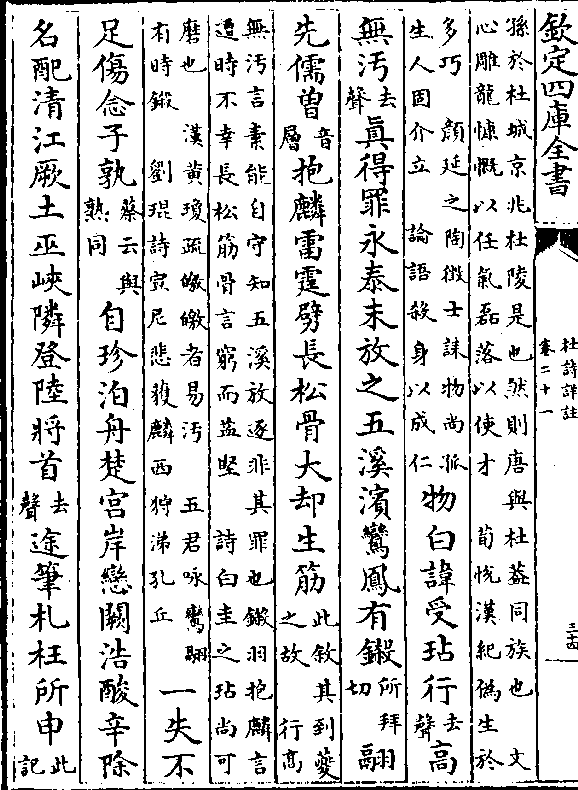 欽定四庫全書
杜詩詳註
卷二十一
三十四
孫於杜城京兆杜陵是也然則唐與杜葢同族也 文
心雕龍慷慨以任氣磊落以使才 荀悅漢紀偽生於
多巧 顔延之陶徵士誄物尚孤
生人固介立 論語殺身以成仁
物白諱受玷行去聲高
無汚去聲真得罪永泰末放之五溪濱鸞鳳有鎩所拜切翮
先儒曽音層抱麟雷霆劈長松骨大却生筋此敘其到夔之故 行髙
無汚言素能自守知五溪放逐非其罪也鎩羽抱麟言
遭時不幸長松筋骨言窮而益堅 詩白圭之玷尚可
磨也 漢黄瓊疏皦皦者易汚 五君咏鸞翮
有時鎩 劉琨詩宣尼悲獲麟西狩涕孔丘
一失不
足傷念子孰蔡云與熟同自珍泊舟楚宫岸戀闕浩酸辛除
名配清江厥土巫峽隣登陸將首去聲途筆札枉所申此記